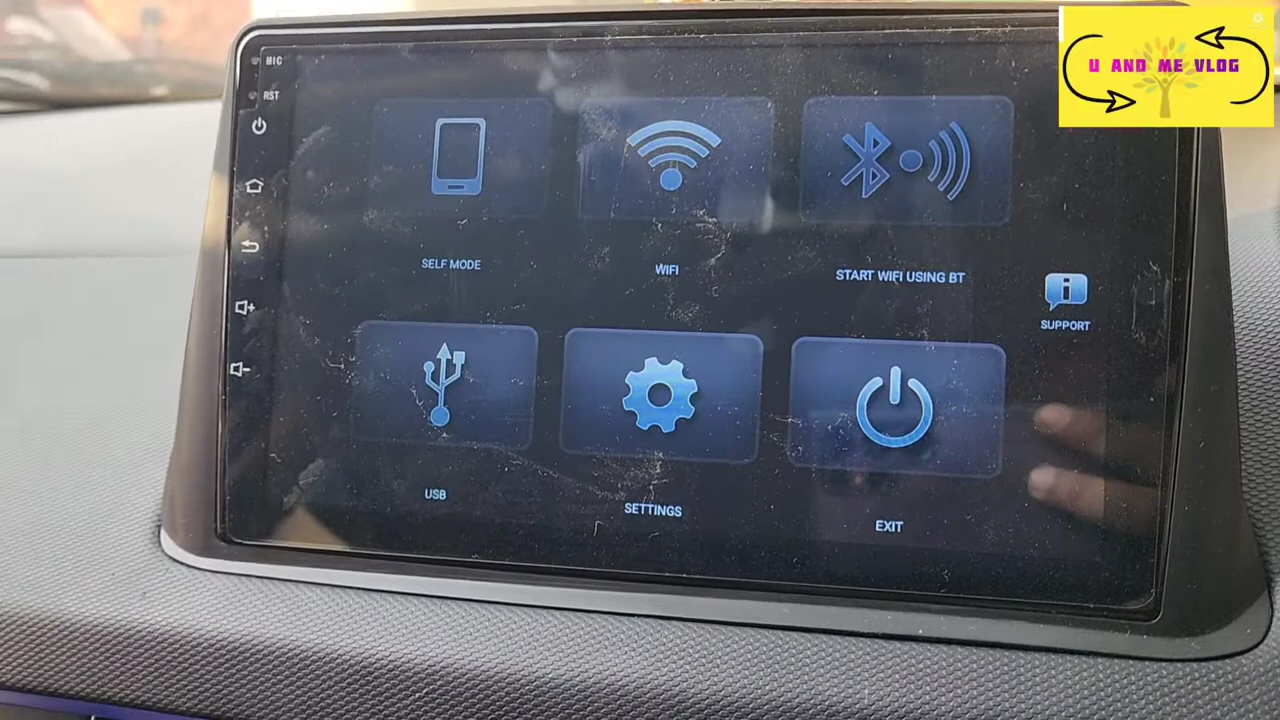 MIC
RST
U AND ME VLOG
SELF MODE
WIFI
START WIFI USING BT
SUPPORT
USB
SETTINGS
EXIT